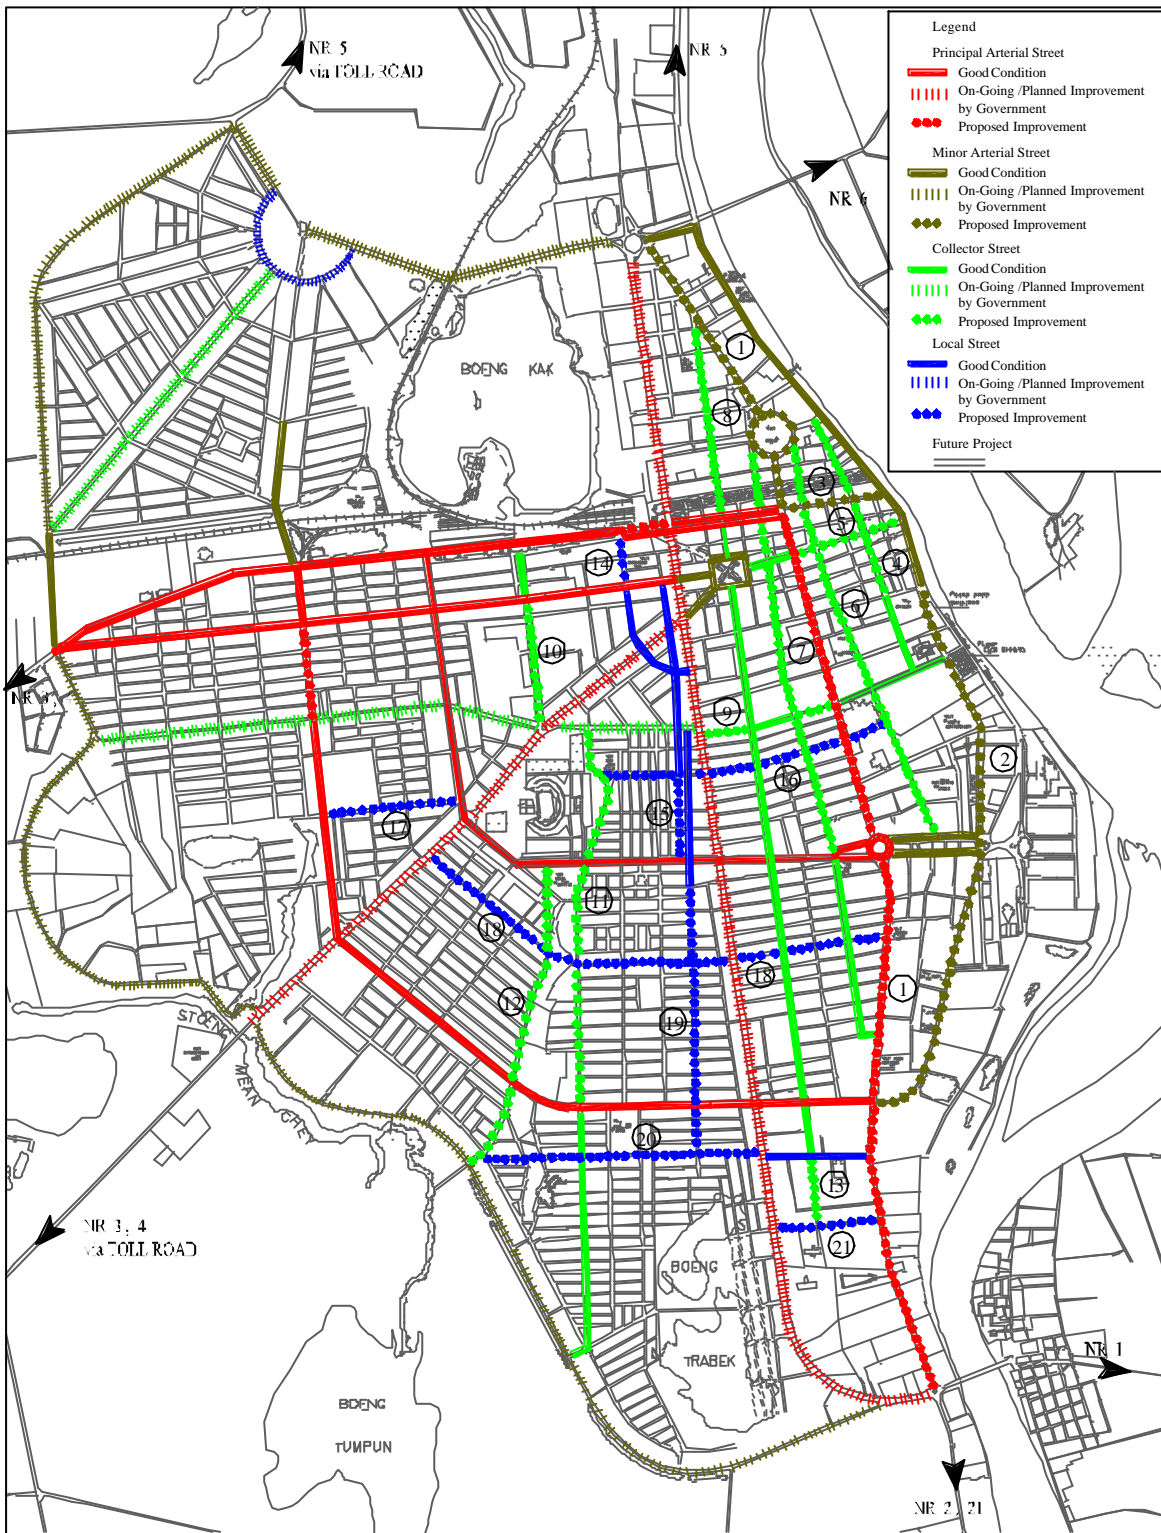 NR 5
via TOLL ROAD
NR 5
NR 6
Legend
Principal Arterial Street
Good Condition
On-Going /Planned Improvement
by Government
Proposed Improvement
Minor Arterial Street
Good Condition
On-Going /Planned Improvement
by Government
Proposed Improvement
Collector Street
Good Condition
On-Going /Planned Improvement
by Government
Proposed Improvement
Local Street
Good Condition
On-Going /Planned Improvement
by Government
Proposed Improvement
Future Project
1
BOENG KAK
8
3
5
14
4
6
10
7
NR 3,
9
2
16
15
17
11
18
18
12
1
19
STOENG
MEAN CHEY
20
13
NR 3, 4
via TOLL ROAD
21
BOENG
TRABEK
NR 1
BOENG
TUMPUN
NR 2, 21